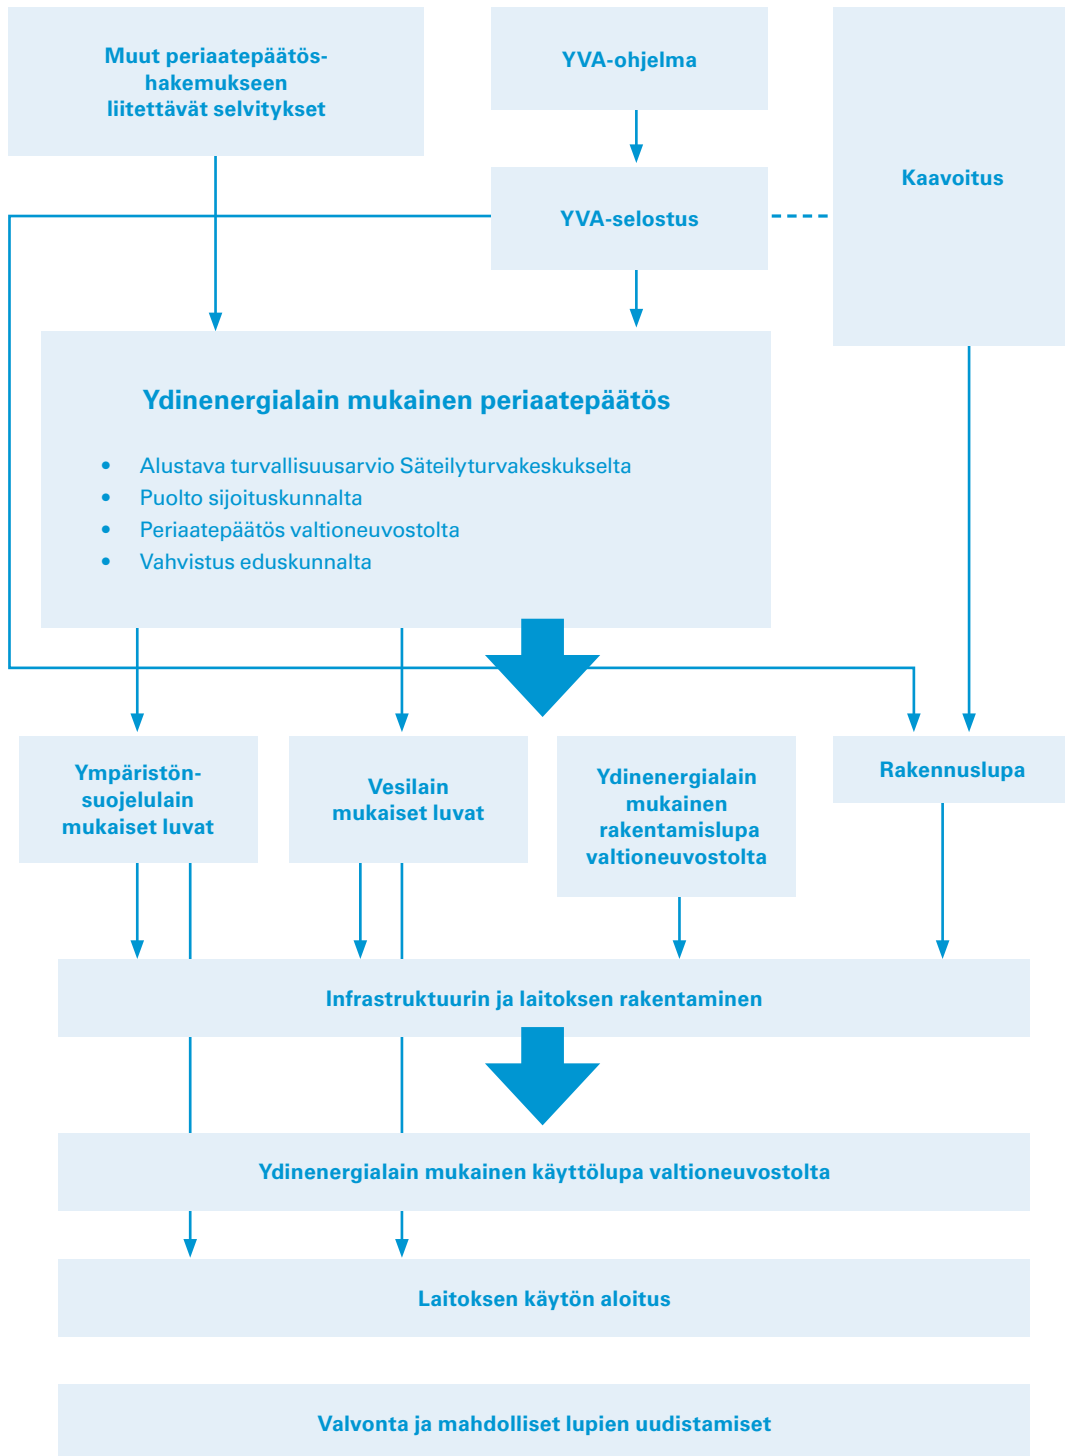 Muut periaatepäätös-
hakemukseen
liitettävät selvitykset
YVA-ohjelma
Kaavoitus
YVA-selostus
Ydinenergialain mukainen periaatepäätös
• Alustava turvallisuusarvio Säteilyturvakeskukselta
• Puolto sijoituskunnalta
• Periaatepäätös valtioneuvostolta
• Vahvistus eduskunnalta
Ympäristön-
suojelulain
mukaiset luvat
Vesilain
mukaiset luvat
Ydinenergialain
mukainen
rakentamislupa
valtioneuvostolta
Rakennuslupa
Infrastruktuurin ja laitoksen rakentaminen
Ydinenergialain mukainen käyttölupa valtioneuvostolta
Laitoksen käytön aloitus
Valvonta ja mahdolliset lupien uudistamiset